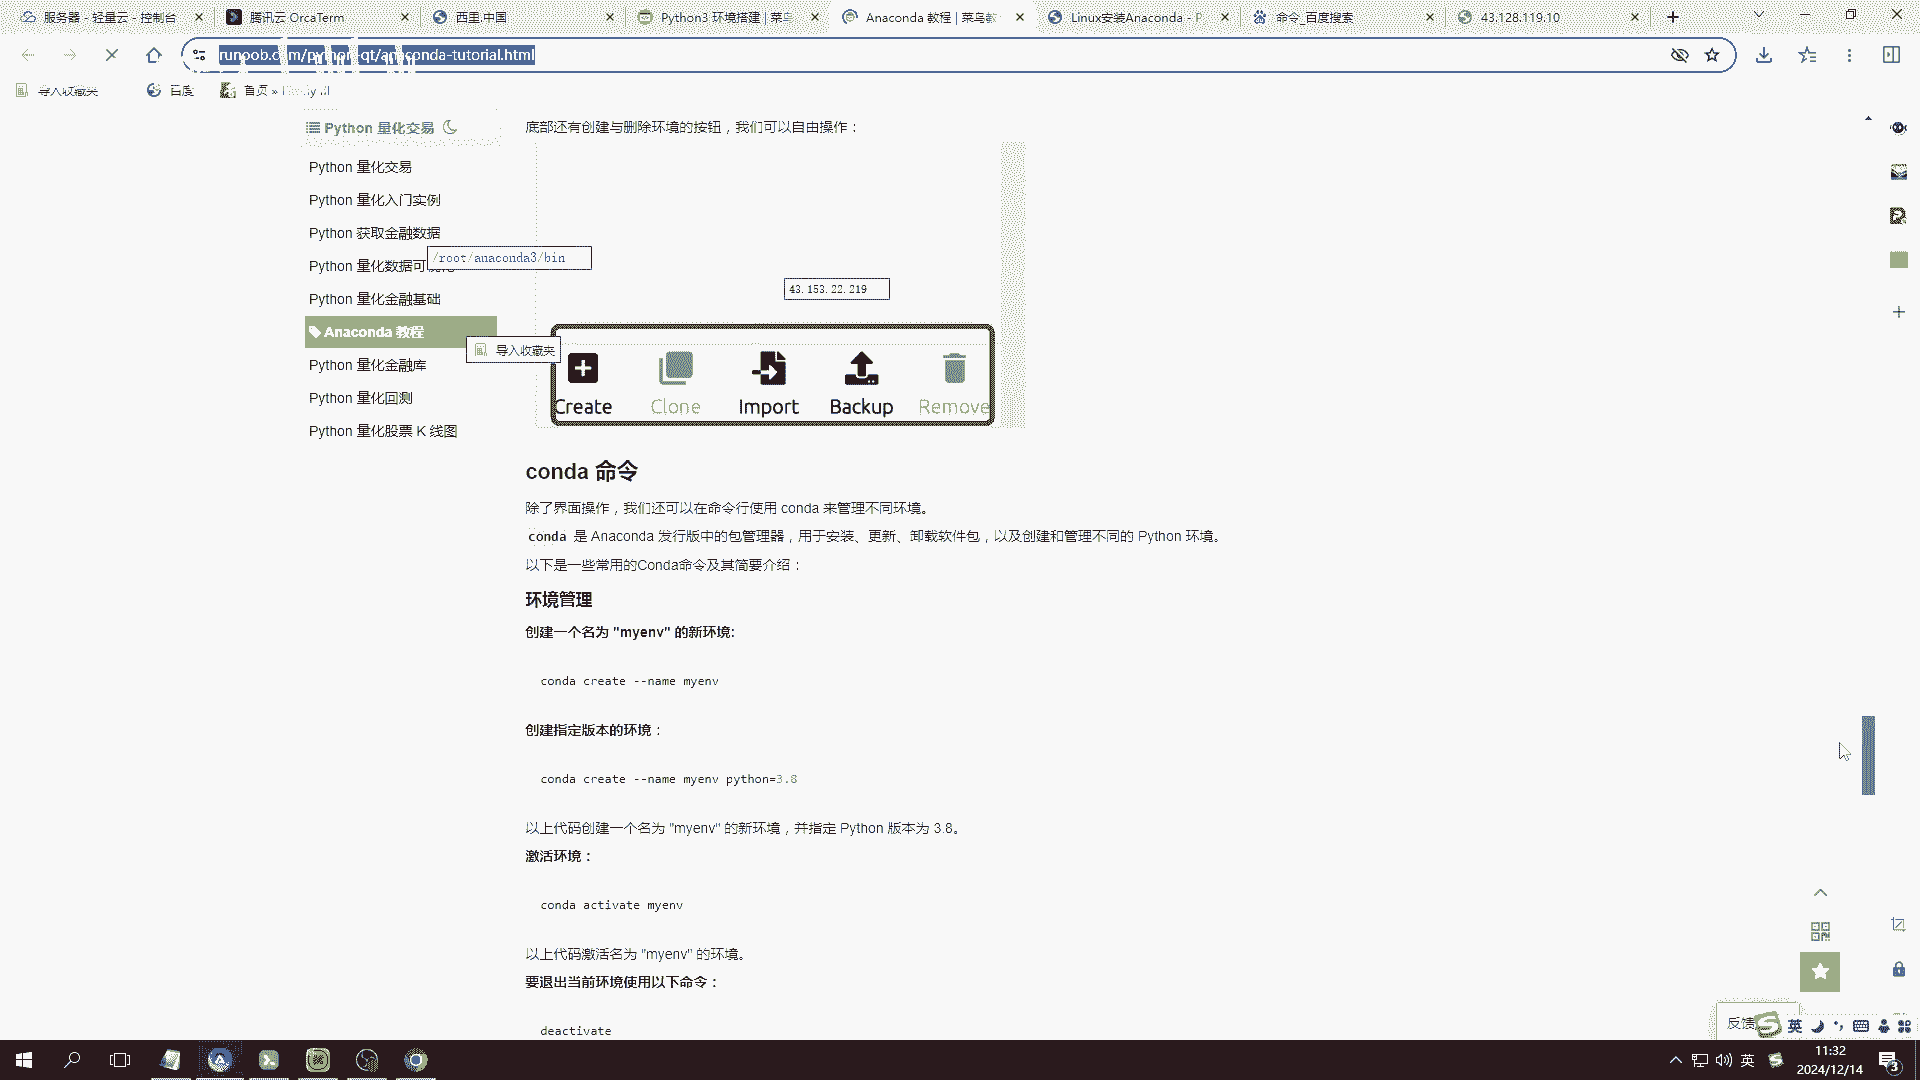 服务器 - 轻量云 - 控制台
腾讯云 OrcaTerm
西里.中国
Python3 环境搭建 | 菜鸟
Anaconda 教程 | 菜鸟教
Linux安装Anaconda - P
命令_百度搜索
43.128.119.10
runoob.com/python-qt/anaconda-tutorial.html
导入收藏夹
百度
首页 »
Python 量化交易
Python 量化交易
Python 量化入门实例
Python 获取金融数据
Python 量化数据可视化
Python 量化金融基础
Anaconda 教程
Python 量化金融库
Python 量化回测
Python 量化股票 K 线图
/root/anaconda3/bin
43.153.22.219
导入收藏夹
底部还有创建与删除环境的按钮，我们可以自由操作：
Create
Clone
Import
Backup
Remove
conda 命令
除了界面操作，我们还可以在命令行使用 conda 来管理不同环境。
conda 是 Anaconda 发行版中的包管理器，用于安装、更新、卸载软件包，以及创建和管理不同的 Python 环境。
以下是一些常用的Conda命令及其简要介绍：
环境管理
创建一个名为 "myenv" 的新环境:
conda create --name myenv
创建指定版本的环境：
conda create --name myenv python=3.8
以上代码创建一个名为 "myenv" 的新环境，并指定 Python 版本为 3.8。
激活环境：
conda activate myenv
以上代码激活名为 "myenv" 的环境。
要退出当前环境使用以下命令：
deactivate
反馈
英
英
11:32
2024/12/14
3